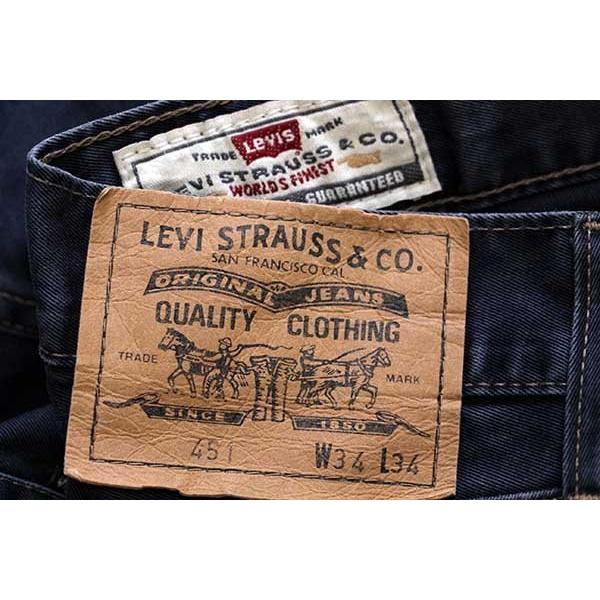 LEVI'S
TRADE MARK
LEVI STRAUSS & CO.
WORLD'S FINEST
GUARANTEED
LEVI STRAUSS & CO.
SAN FRANCISCO CAL
ORIGINAL JEANS
QUALITY CLOTHING
TRADE MARK
SINCE 1850
451 W34 L34